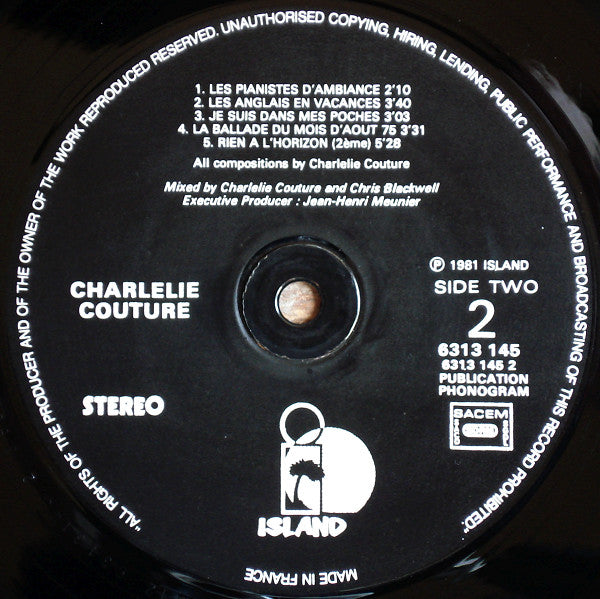 "ALL RIGHTS OF THE PRODUCER AND OF THE OWNER OF THE WORK REPRODUCED RESERVED. UNAUTHORISED COPYING, HIRING, LENDING, PUBLIC PERFORMANCE AND BROADCASTING OF THIS RECORD PROHIBITED."
1. LES PIANISTES D'AMBIANCE 2'10
2. LES ANGLAIS EN VACANCES 3'40
3. JE SUIS DANS MES POCHES 3'03
4. LA BALLADE DU MOIS D'AOUT 75 3'31
5. RIEN A L'HORIZON (2ème) 5'28
All compositions by Charlelie Couture
Mixed by Charlelie Couture and Chris Blackwell
Executive Producer : Jean-Henri Meunier
CHARLELIE
COUTURE
STEREO
℗ 1981 ISLAND
SIDE TWO
2
6313 145
6313 145 2
PUBLICATION
PHONOGRAM
SACEM
ISLAND
MADE IN FRANCE